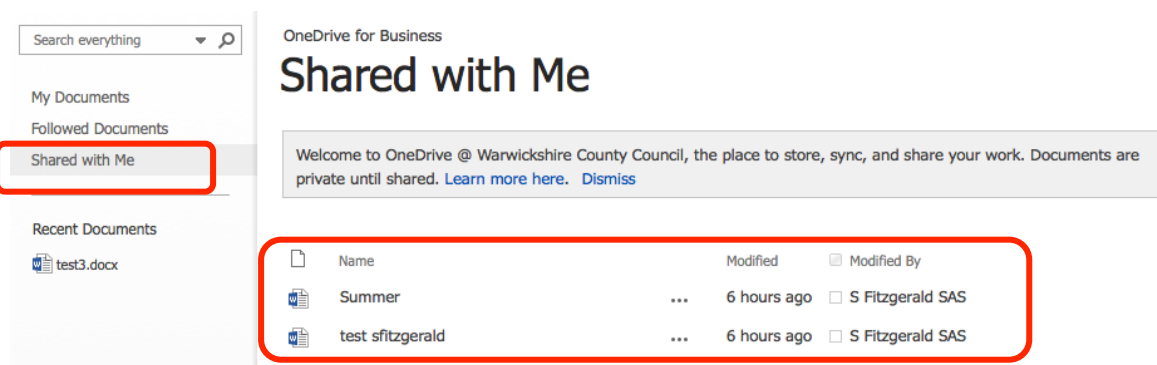 Search everything
My Documents
Followed Documents
Shared with Me
Recent Documents
test3.docx
OneDrive for Business
Shared with Me
Welcome to OneDrive @ Warwickshire County Council, the place to store, sync, and share your work. Documents are
private until shared. Learn more here. Dismiss
Name Modified Modified By
Summer ... 6 hours ago S Fitzgerald SAS
test sfitzgerald ... 6 hours ago S Fitzgerald SAS